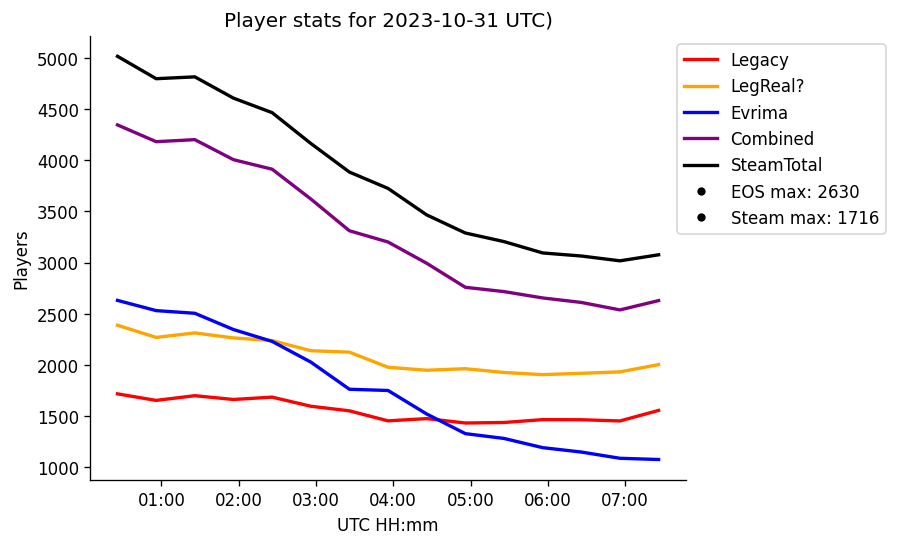 Player stats for 2023-10-31 UTC)
5000
4500
4000
3500
3000
2500
2000
1500
1000
Players
01:00 02:00 03:00 04:00 05:00 06:00 07:00
UTC HH:mm
Legacy
LegReal?
Evrima
Combined
SteamTotal
EOS max: 2630
Steam max: 1716